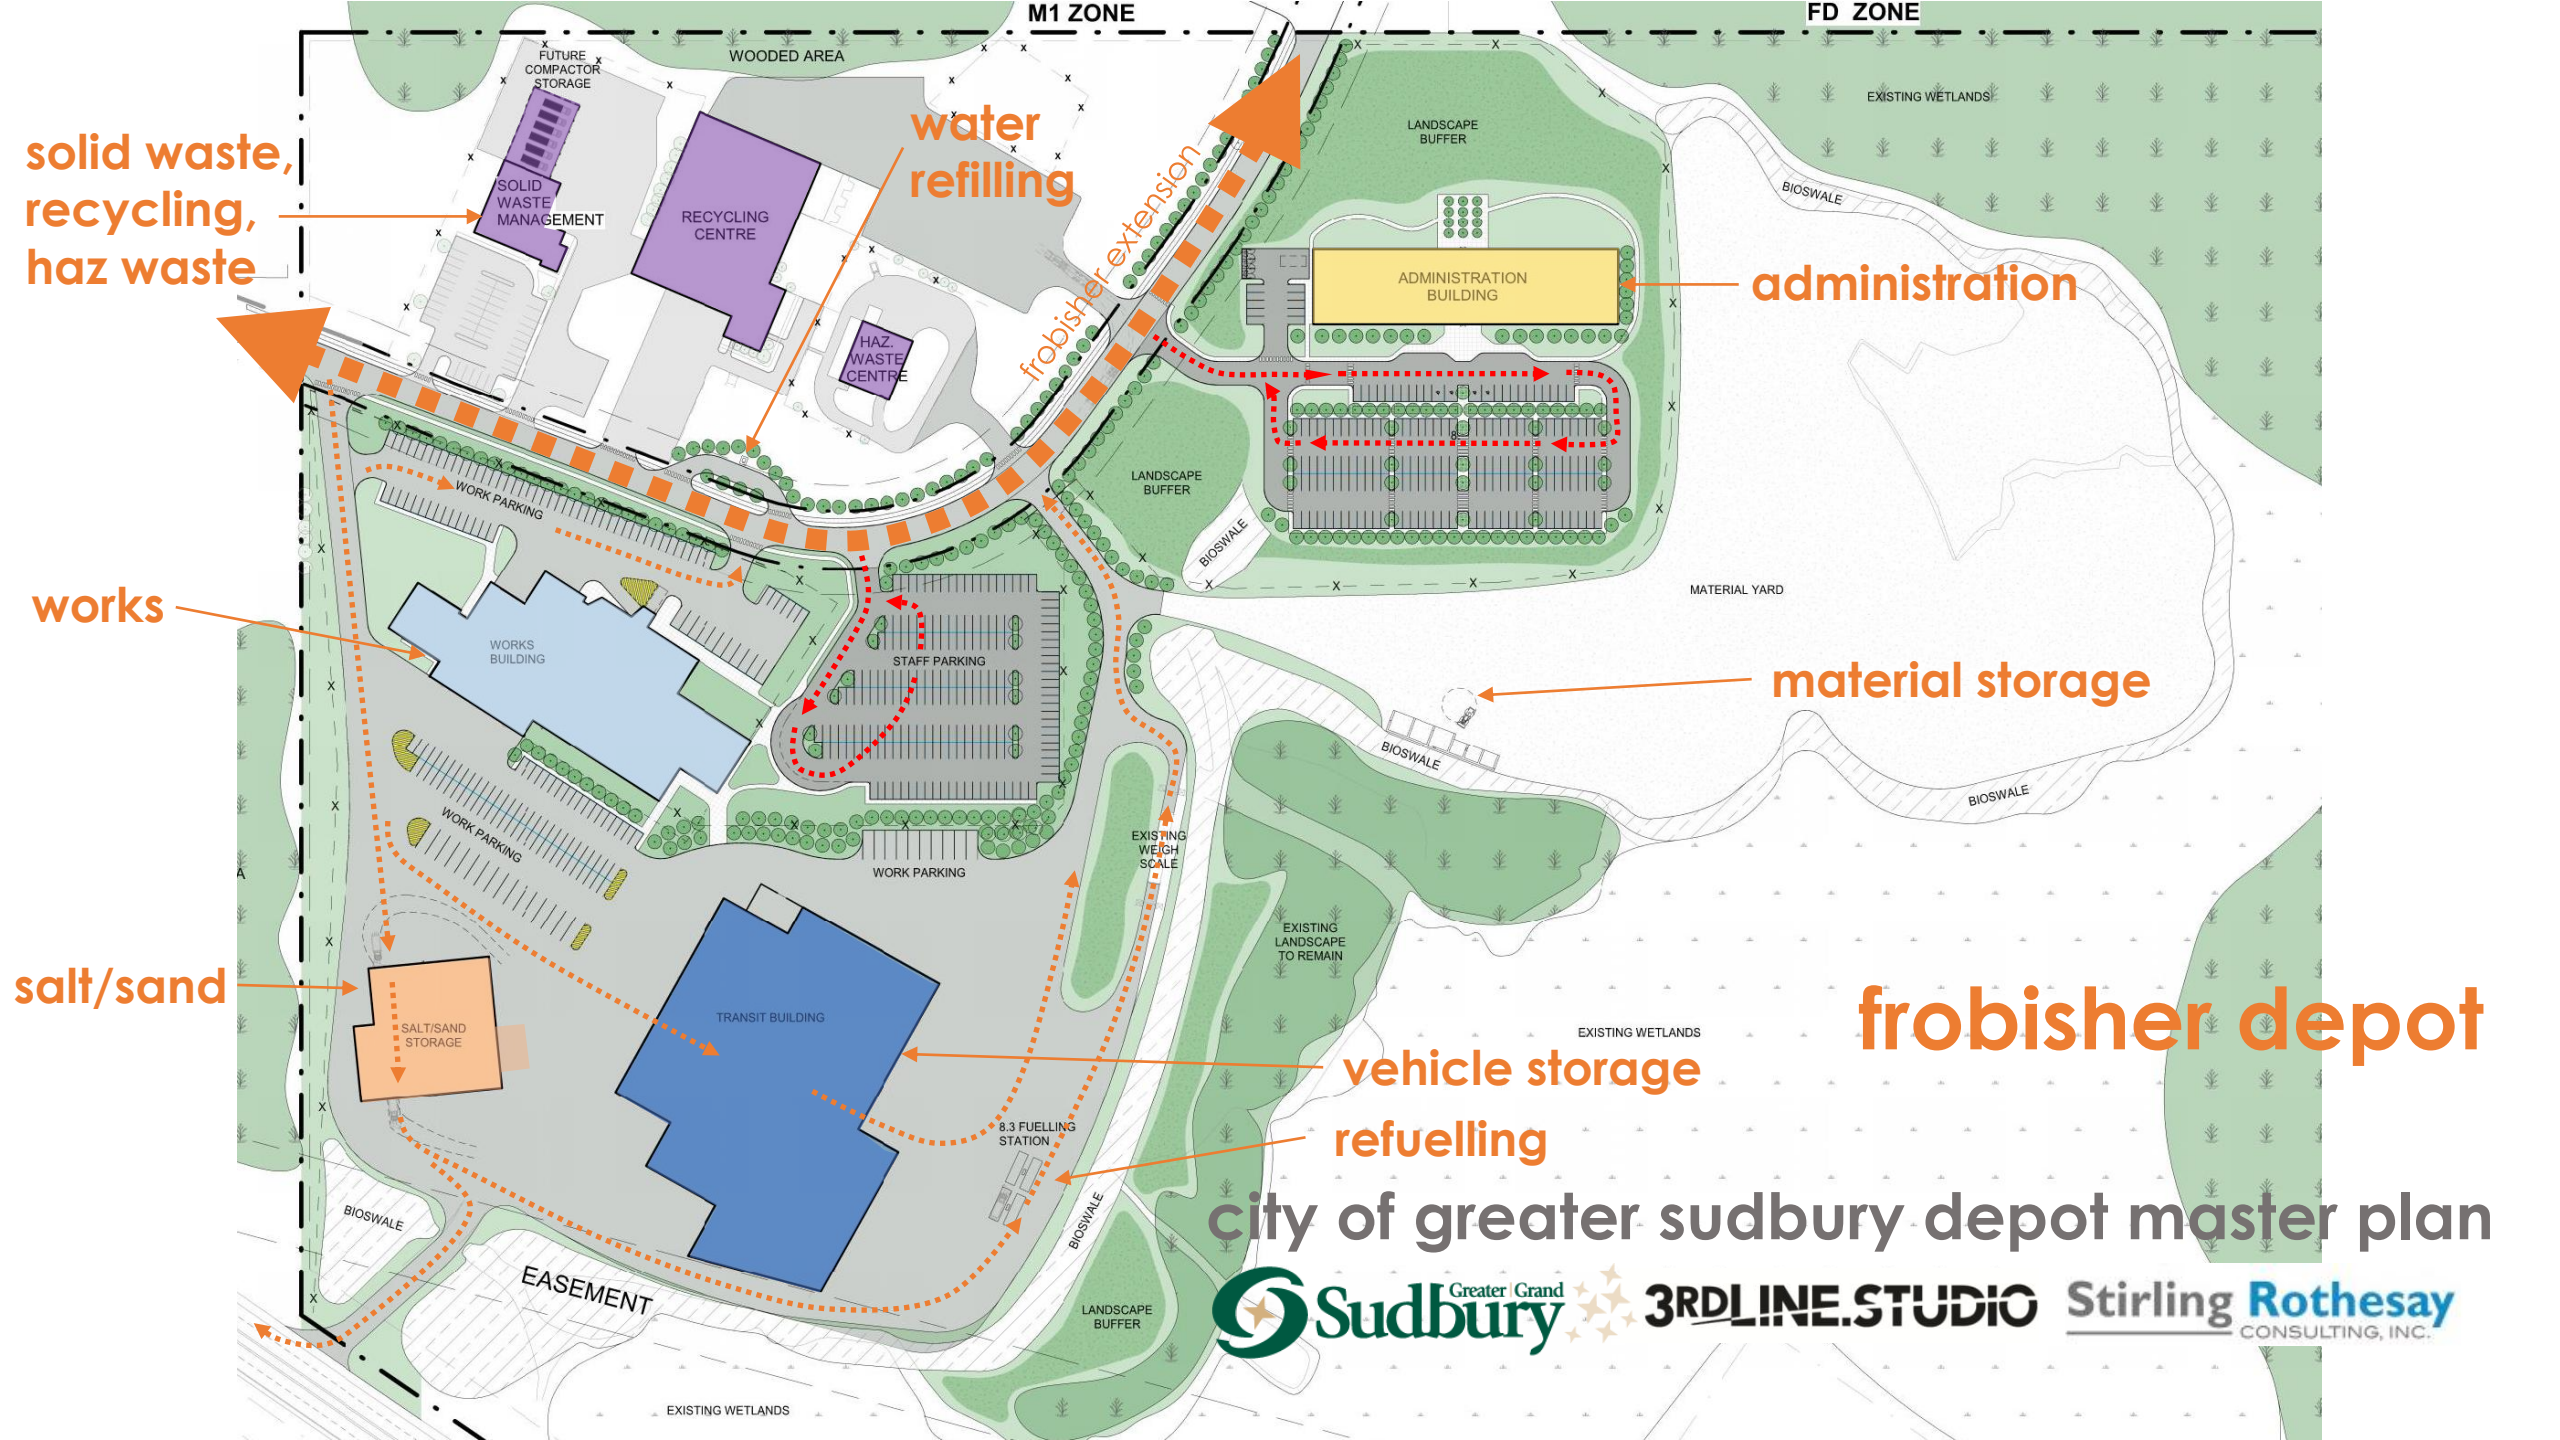 M1 ZONE
FD ZONE
FUTURE
COMPACTOR
STORAGE
WOODED AREA
EXISTING WETLANDS
solid waste,
recycling,
haz waste
SOLID
WASTE
MANAGEMENT
RECYCLING
CENTRE
water
refilling
HAZ.
WASTE
CENTRE
frobisher extension
LANDSCAPE
BUFFER
BIOSWALE
ADMINISTRATION
BUILDING
administration
WORK PARKING
LANDSCAPE
BUFFER
BIOSWALE
MATERIAL YARD
works
WORKS
BUILDING
STAFF PARKING
material storage
BIOSWALE
BIOSWALE
WORK PARKING
WORK PARKING
EXISTING
WEIGH
SCALE
EXISTING
LANDSCAPE
TO REMAIN
salt/sand
SALT/SAND
STORAGE
TRANSIT BUILDING
EXISTING WETLANDS
frobisher depot
vehicle storage
8.3 FUELLING
STATION
refuelling
BIOSWALE
BIOSWALE
EASEMENT
LANDSCAPE
BUFFER
EXISTING WETLANDS
city of greater sudbury depot master plan
Greater Grand
Sudbury
3RDLINE.STUDIO
Stirling Rothesay
CONSULTING, INC.